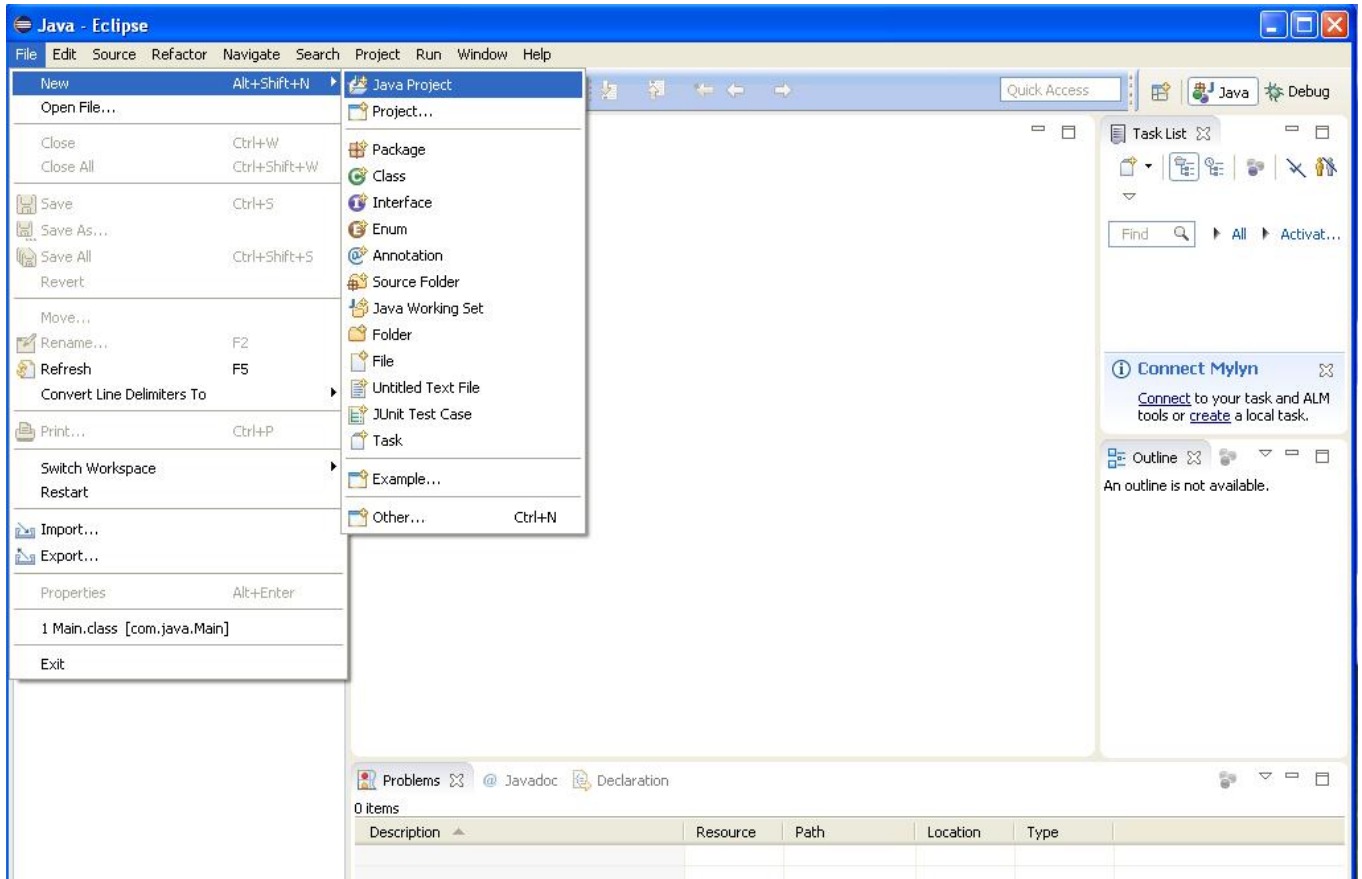 Java - Eclipse
File Edit Source Refactor Navigate Search Project Run Window Help
New Alt+Shift+N
Open File...
Close Ctrl+W
Close All Ctrl+Shift+W
Save Ctrl+S
Save As...
Save All Ctrl+Shift+S
Revert
Move...
Rename... F2
Refresh F5
Convert Line Delimiters To
Print... Ctrl+P
Switch Workspace
Restart
Import...
Export...
Properties Alt+Enter
1 Main.class [com.java.Main]
Exit
Java Project
Project...
Package
Class
Interface
Enum
Annotation
Source Folder
Java Working Set
Folder
File
Untitled Text File
JUnit Test Case
Task
Example...
Other... Ctrl+N
Quick Access
Java
Debug
Task List
Find All Activat...
Connect Mylyn
Connect to your task and ALM
tools or create a local task.
Outline
An outline is not available.
Problems @ Javadoc Declaration
0 items
Description Resource Path Location Type